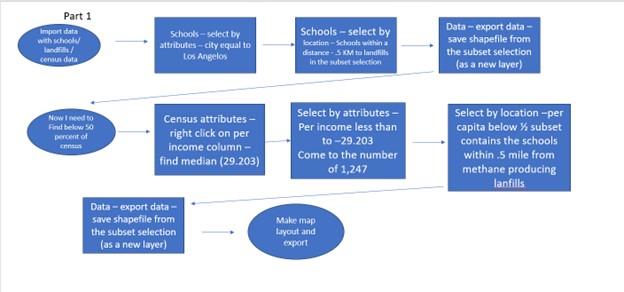 Part 1
Import data
with schools/
landfills /
census data
Schools – select by
attributes – city equal to
Los Angelos
Schools – select by
location – Schools within a
distance - .5 KM to landfills
in the subset selection
Data – export data –
save shapefile from
the subset selection
(as a new layer)
Now I need to
Find below 50
percent of
census
Census attributes –
right click on per
income column –
find median (29.203)
Select by attributes –
Per income less than
to –29.203
Come to the number
of 1,247
Select by location –per
capita below ½ subset
contains the schools
within .5 mile from
methane producing
lanfills
Data – export data –
save shapefile from
the subset selection
(as a new layer)
Make map
layout and
export